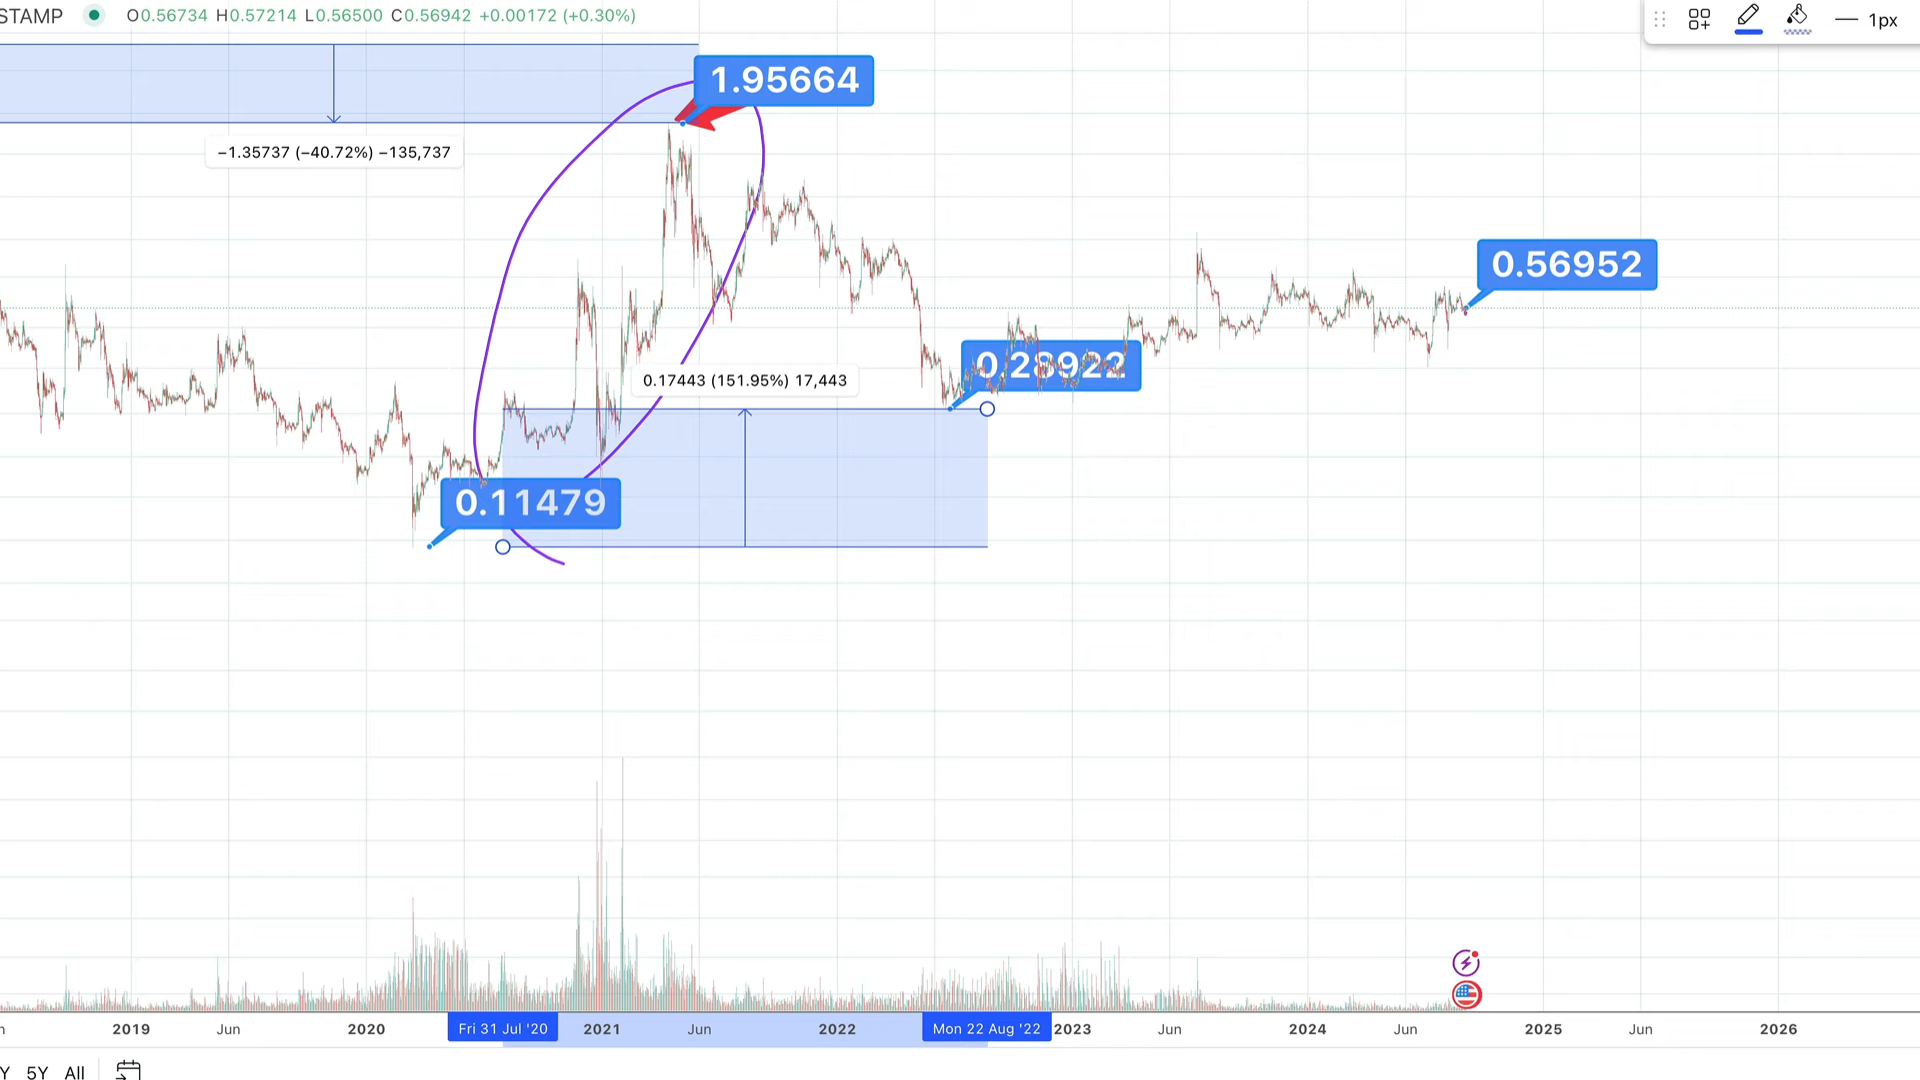 STAMP O0.56734 H0.57214 L0.56500 C0.56942 +0.00172 (+0.30%)
1px
1.95664
−1.35737 (−40.72%) −135,737
0.56952
0.28922
0.17443 (151.95%) 17,443
0.11479
2019 Jun 2020 Fri 31 Jul '20 2021 Jun 2022 Mon 22 Aug '22 2023 Jun 2024 Jun 2025 Jun 2026
Y 5Y All